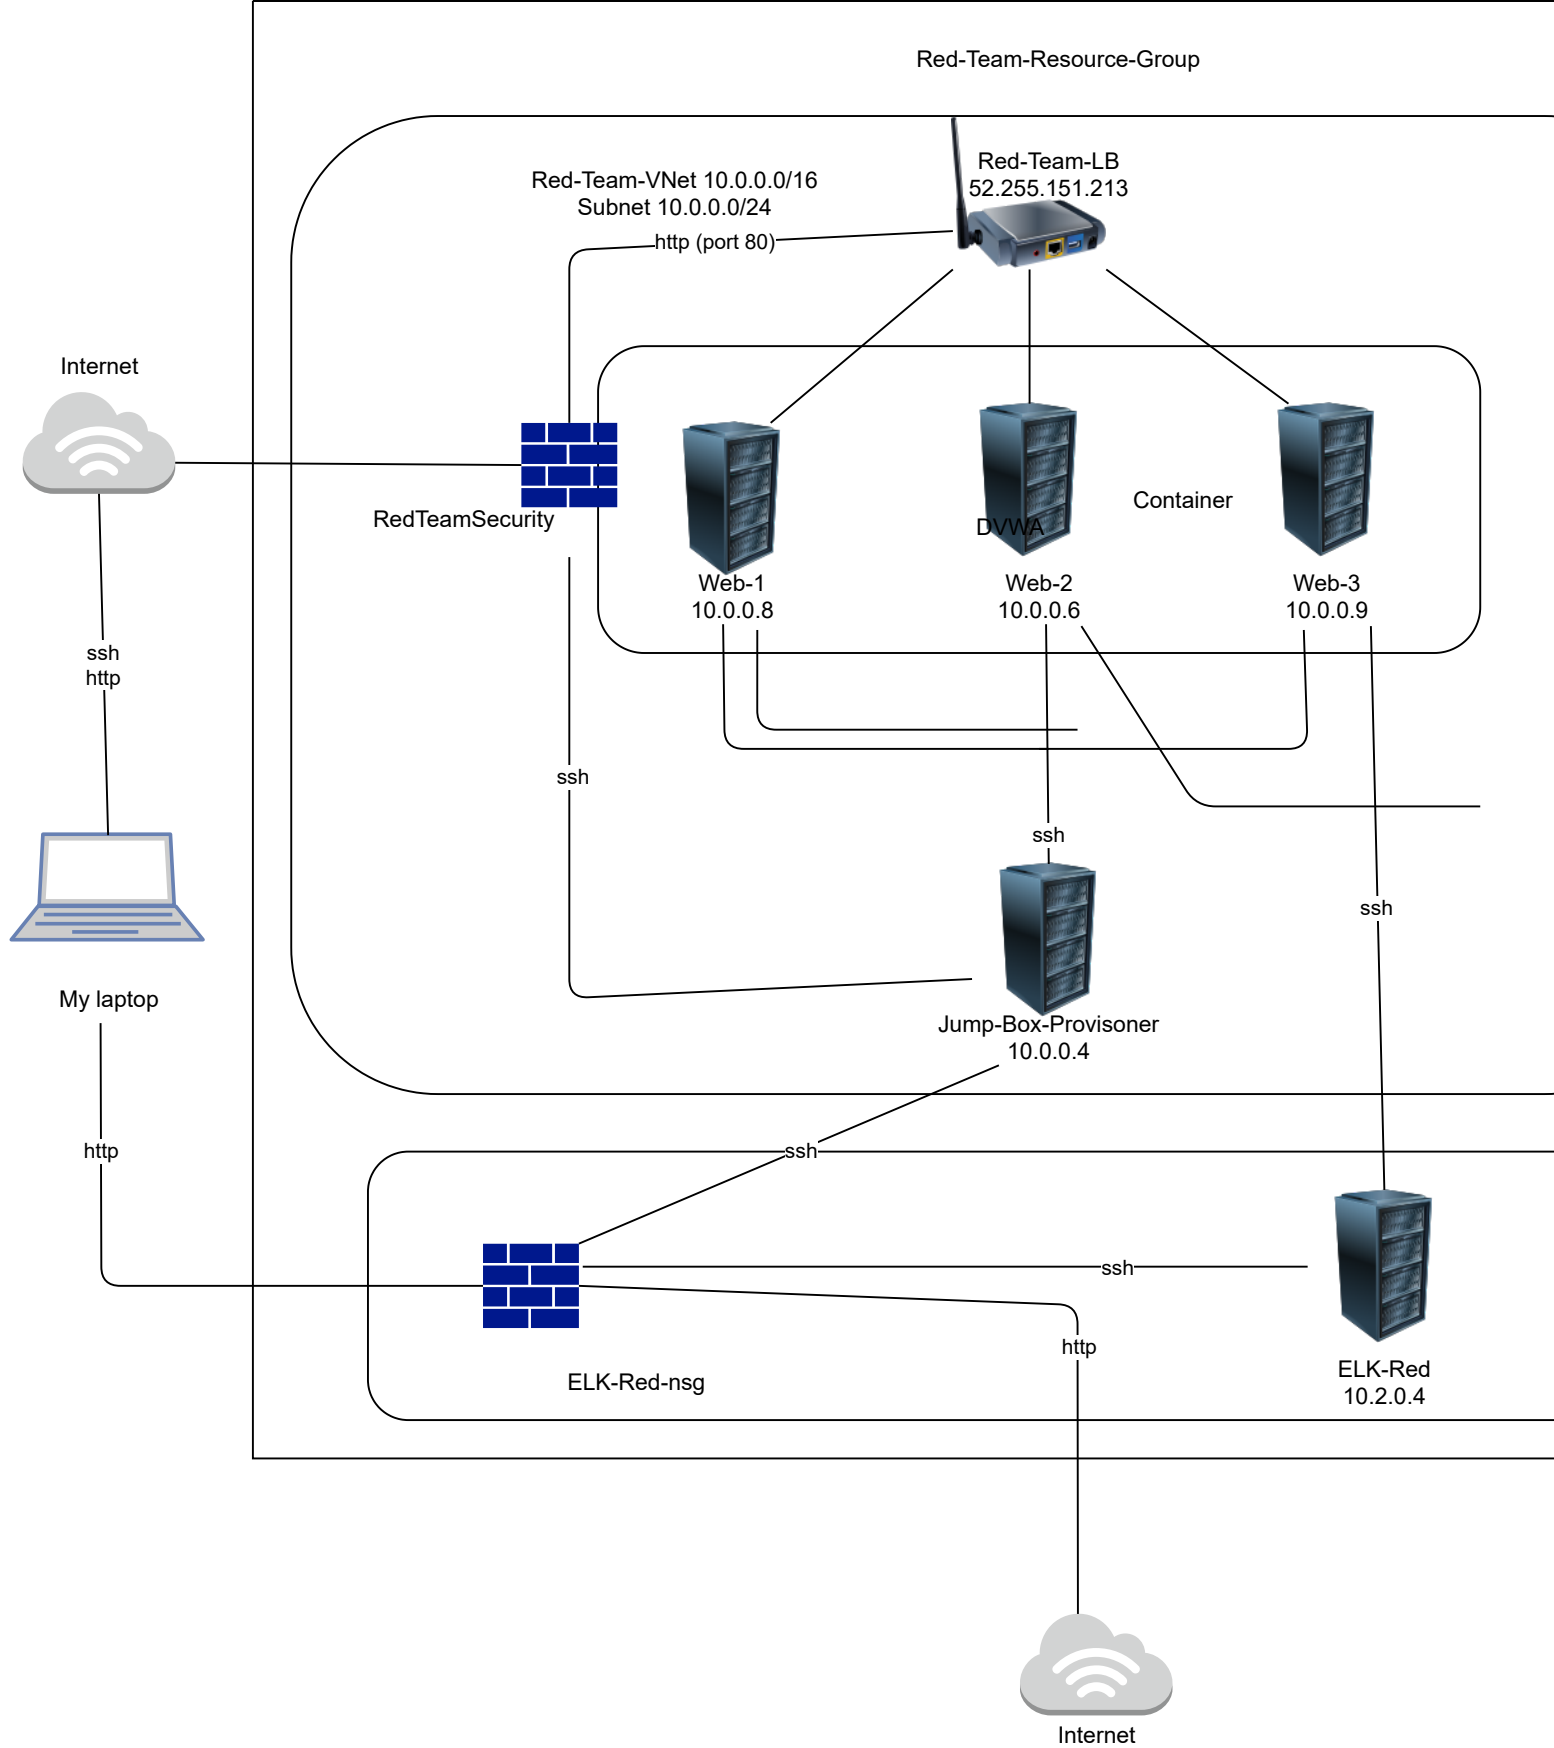 Red-Team-Resource-Group
Red-Team-LB
52.255.151.213
Red-Team-VNet 10.0.0.0/16
Subnet 10.0.0.0/24
http (port 80)
Internet
RedTeamSecurity
Container
DVWA
Web-1
10.0.0.8
Web-2
10.0.0.6
Web-3
10.0.0.9
ssh
http
ssh
ssh
ssh
My laptop
Jump-Box-Provisoner
10.0.0.4
http
ssh
ssh
http
ELK-Red-nsg
ELK-Red
10.2.0.4
Internet